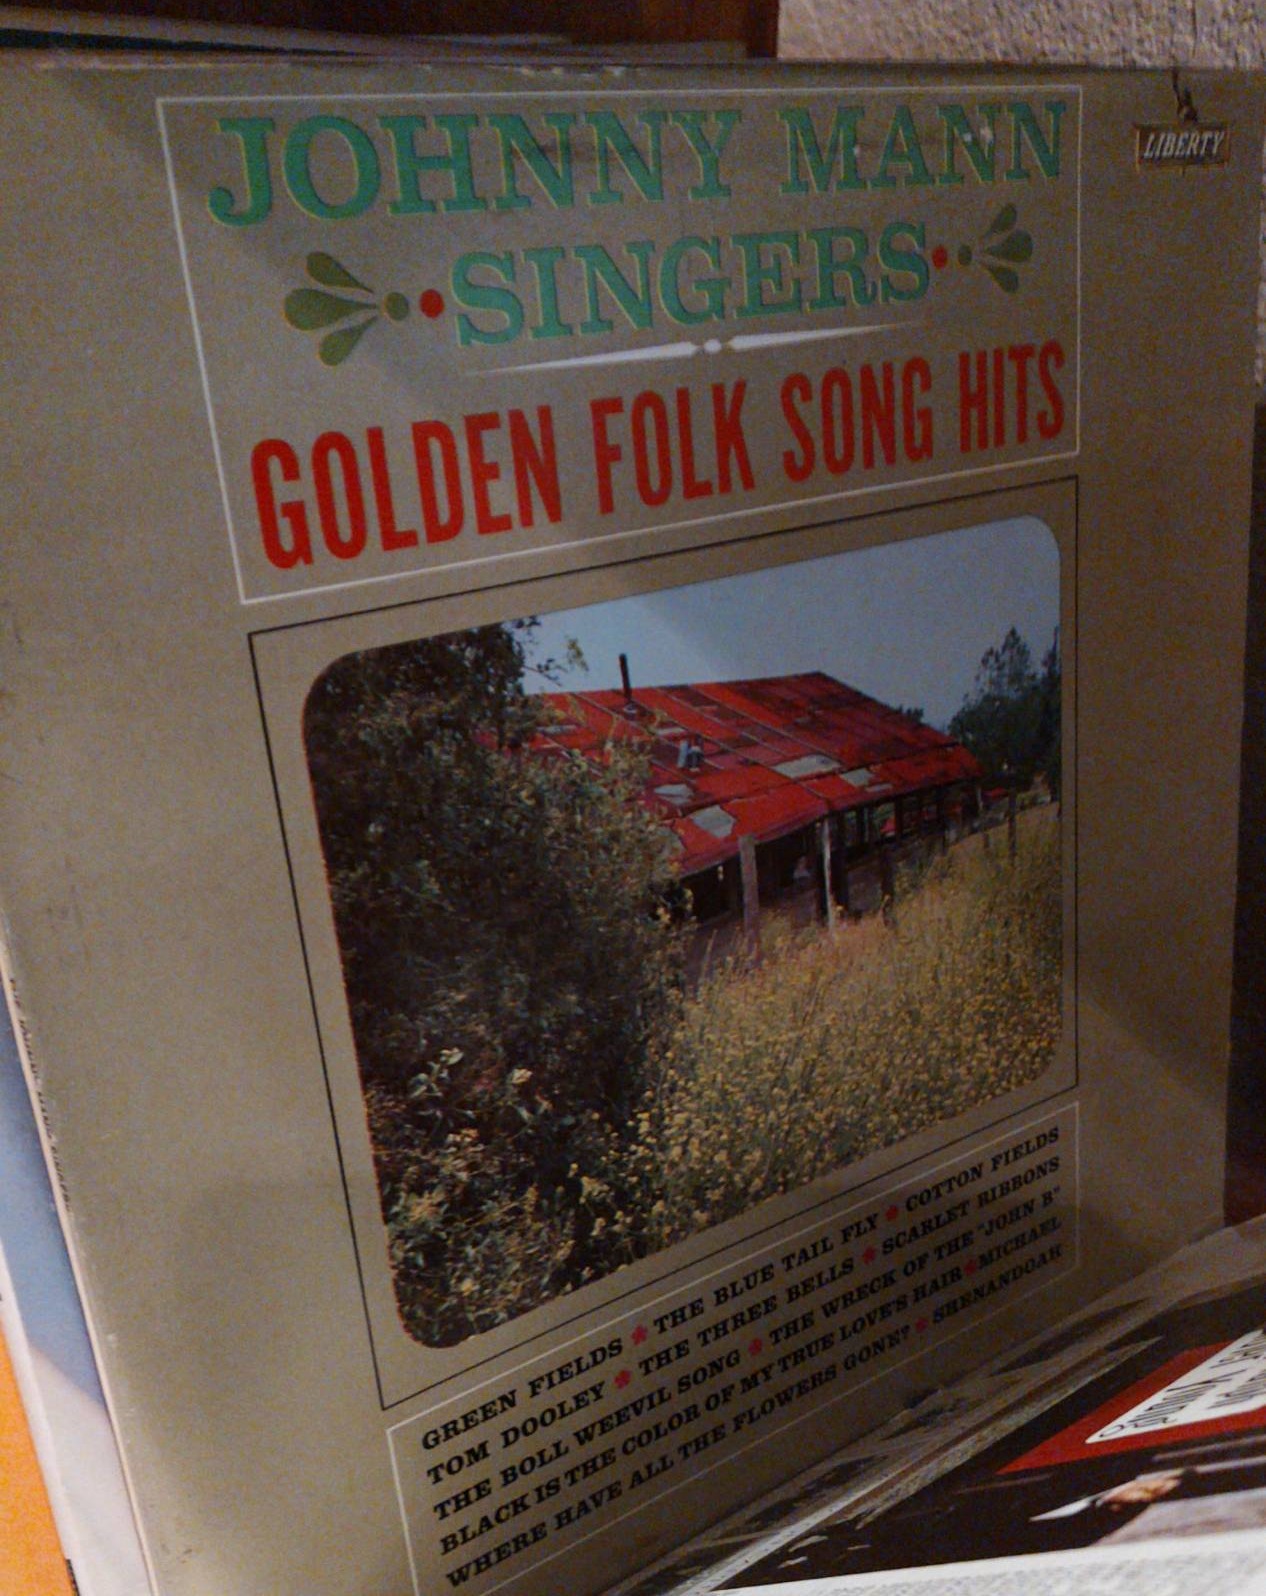 JOHNNY MANN
SINGERS
GOLDEN FOLK SONG HITS
LIBERTY
GREEN FIELDS * THE BLUE TAIL FLY * COTTON FIELDS
TOM DOOLEY * THE THREE BELLS * SCARLET RIBBONS
THE BOLL WEEVIL SONG * THE WRECK OF THE "JOHN B"
BLACK IS THE COLOR OF MY TRUE LOVE'S HAIR * MICHAEL
WHERE HAVE ALL THE FLOWERS GONE? * SHENANDOAH